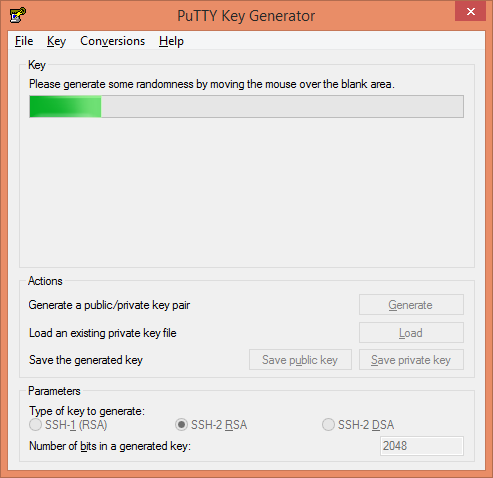 PuTTY Key Generator
File Key Conversions Help
Key
Please generate some randomness by moving the mouse over the blank area.
Actions
Generate a public/private key pair Generate
Load an existing private key file Load
Save the generated key Save public key Save private key
Parameters
Type of key to generate:
SSH-1 (RSA) SSH-2 RSA SSH-2 DSA
Number of bits in a generated key: 2048